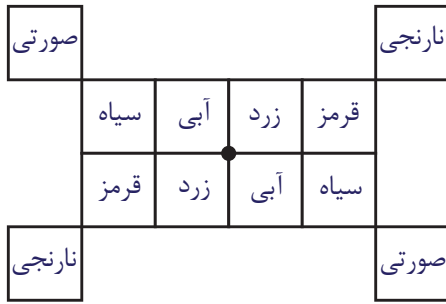 نارنجی صورتی
قرمز زرد آبی سیاه
سیاه آبی زرد قرمز
صورتی نارنجی